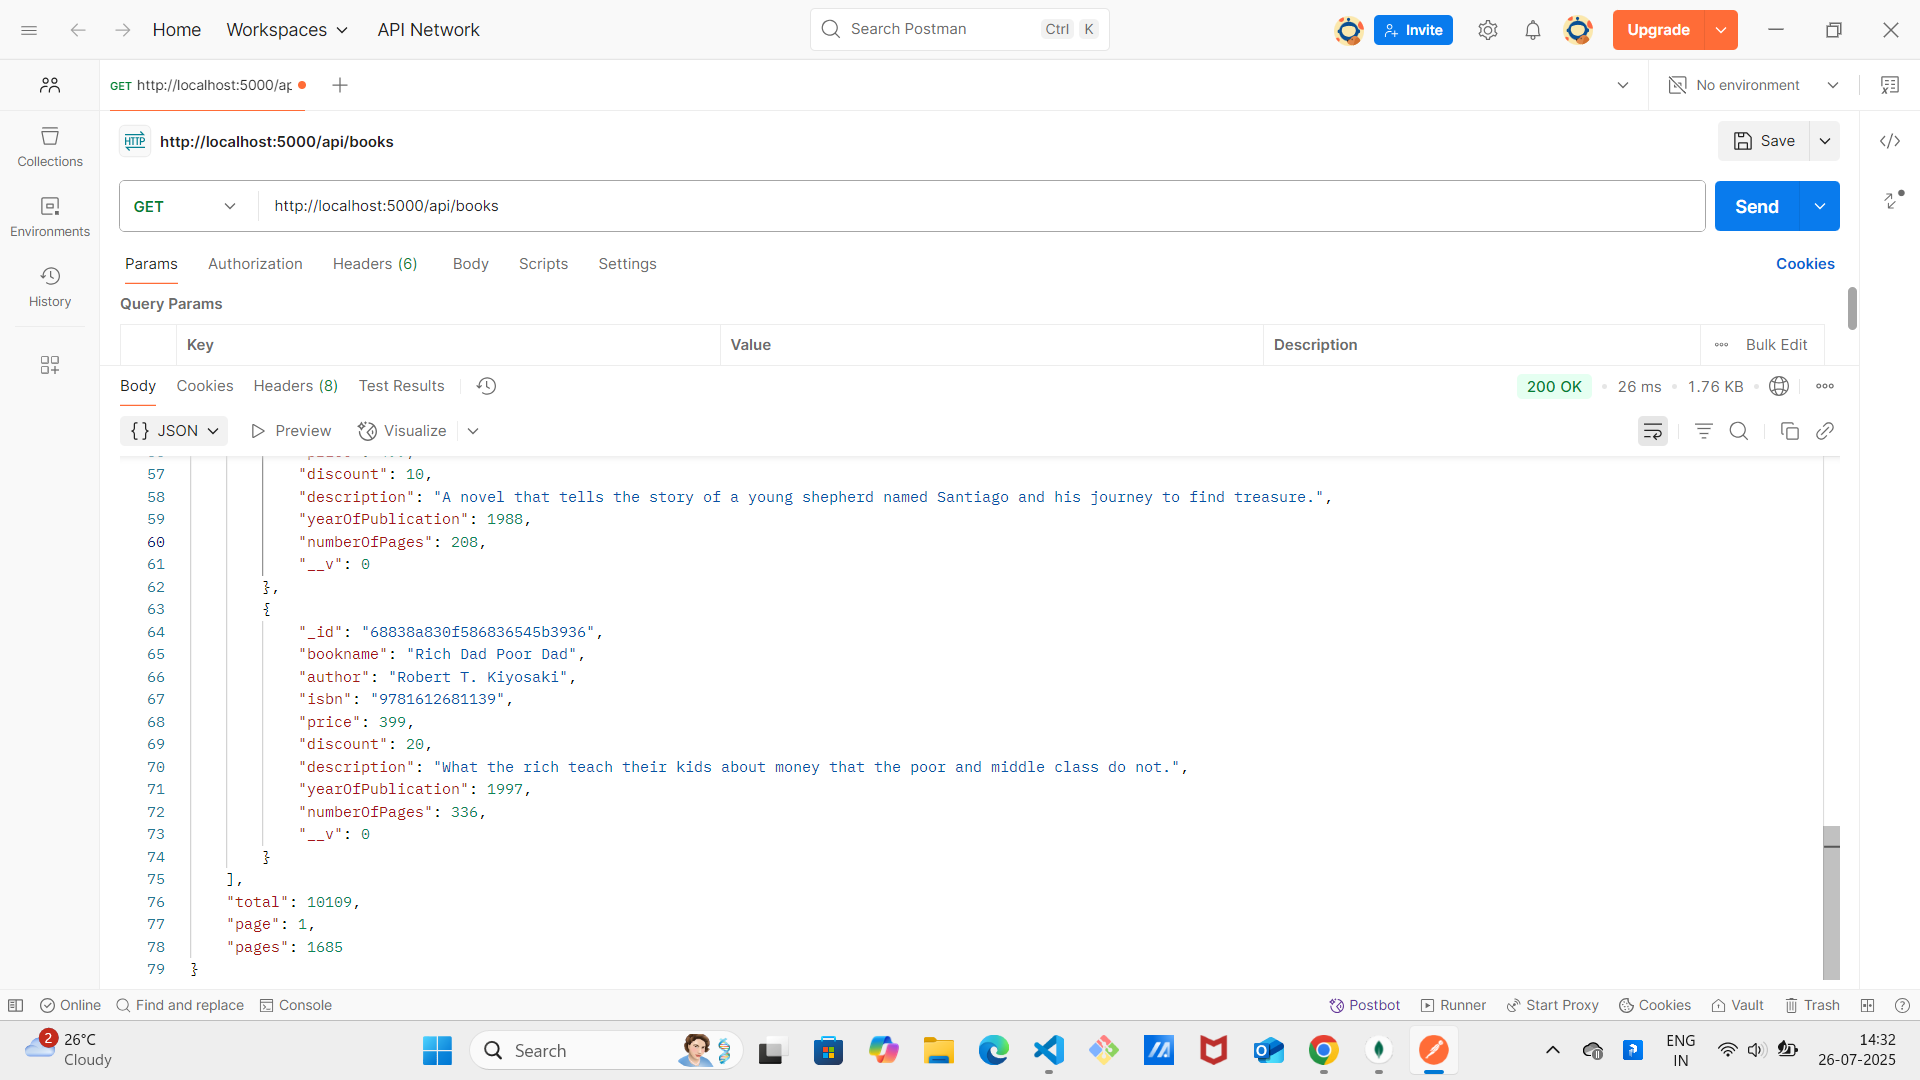 Home Workspaces API Network Search Postman Ctrl K Invite Upgrade
GET http://localhost:5000/ap No environment
HTTP http://localhost:5000/api/books Save
Collections
GET http://localhost:5000/api/books Send
Environments
Params Authorization Headers (6) Body Scripts Settings Cookies
History
Query Params
Key Value Description Bulk Edit
Body Cookies Headers (8) Test Results 200 OK 26 ms 1.76 KB
{} JSON Preview Visualize
57 "discount": 10,
58 "description": "A novel that tells the story of a young shepherd named Santiago and his journey to find treasure.",
59 "yearOfPublication": 1988,
60 "numberOfPages": 208,
61 "__v": 0
62 },
63 {
64 "_id": "68838a830f586836545b3936",
65 "bookname": "Rich Dad Poor Dad",
66 "author": "Robert T. Kiyosaki",
67 "isbn": "9781612681139",
68 "price": 399,
69 "discount": 20,
70 "description": "What the rich teach their kids about money that the poor and middle class do not.",
71 "yearOfPublication": 1997,
72 "numberOfPages": 336,
73 "__v": 0
74 }
75 ],
76 "total": 10109,
77 "page": 1,
78 "pages": 1685
79 }
Online Find and replace Console Postbot Runner Start Proxy Cookies Vault Trash
2 26°C Search ENG 14:32
Cloudy IN 26-07-2025